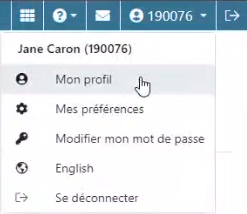 190076
Jane Caron (190076)
Mon profil
Mes préférences
Modifier mon mot de passe
English
Se déconnecter